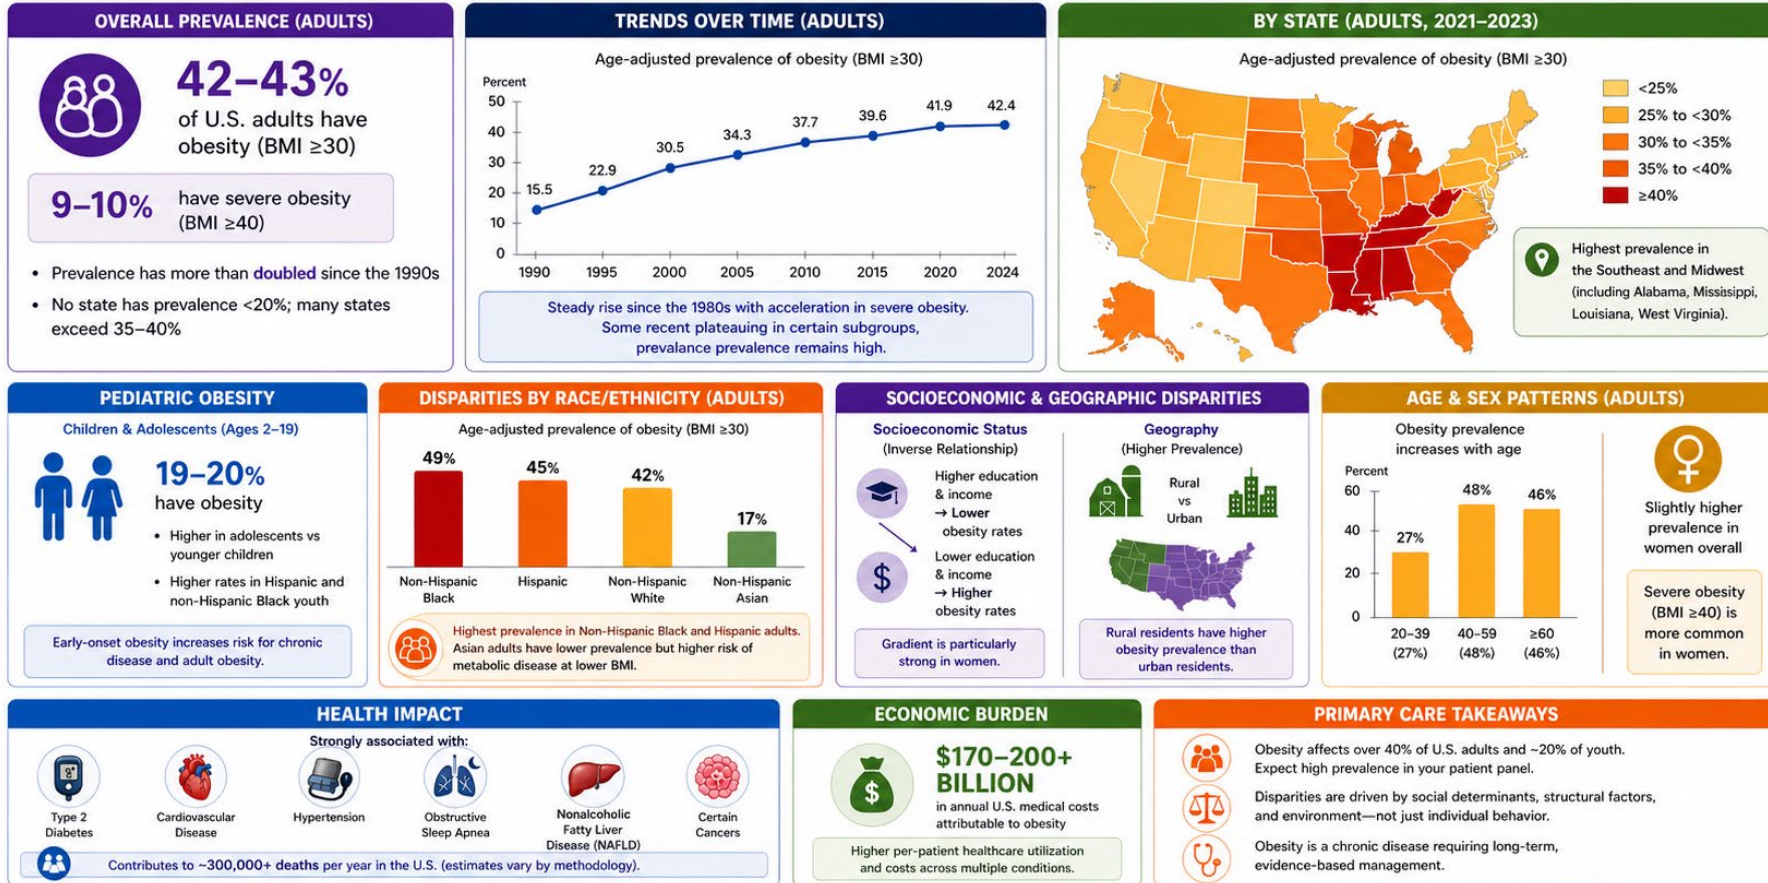 OVERALL PREVALENCE (ADULTS)
42–43%
of U.S. adults have
obesity (BMI ≥30)
9–10%
have severe obesity
(BMI ≥40)
• Prevalence has more than doubled since the 1990s
• No state has prevalence <20%; many states
exceed 35–40%
TRENDS OVER TIME (ADULTS)
Age-adjusted prevalence of obesity (BMI ≥30)
Percent
50
40
30
20
10
0
15.5
22.9
30.5
34.3
37.7
39.6
41.9
42.4
1990
1995
2000
2005
2010
2015
2020
2024
Steady rise since the 1980s with acceleration in severe obesity.
Some recent plateauing in certain subgroups,
prevalance prevalence remains high.
BY STATE (ADULTS, 2021–2023)
Age-adjusted prevalence of obesity (BMI ≥30)
<25%
25% to <30%
30% to <35%
35% to <40%
≥40%
Highest prevalence in
the Southeast and Midwest
(including Alabama, Mississippi,
Louisiana, West Virginia).
PEDIATRIC OBESITY
Children & Adolescents (Ages 2–19)
19–20%
have obesity
• Higher in adolescents vs
younger children
• Higher rates in Hispanic and
non-Hispanic Black youth
Early-onset obesity increases risk for chronic
disease and adult obesity.
DISPARITIES BY RACE/ETHNICITY (ADULTS)
Age-adjusted prevalence of obesity (BMI ≥30)
49%
45%
42%
17%
Non-Hispanic
Black
Hispanic
Non-Hispanic
White
Non-Hispanic
Asian
Highest prevalence in Non-Hispanic Black and Hispanic adults.
Asian adults have lower prevalence but higher risk of
metabolic disease at lower BMI.
SOCIOECONOMIC & GEOGRAPHIC DISPARITIES
Socioeconomic Status
(Inverse Relationship)
Higher education
& income
→ Lower
obesity rates
$
Lower education
& income
→ Higher
obesity rates
Gradient is particularly
strong in women.
Geography
(Higher Prevalence)
Rural
vs
Urban
Rural residents have higher
obesity prevalence than
urban residents.
AGE & SEX PATTERNS (ADULTS)
Obesity prevalence
increases with age
Percent
60
40
20
0
27%
48%
46%
20–39
(27%)
40–59
(48%)
≥60
(46%)
Slightly higher
prevalence in
women overall
Severe obesity
(BMI ≥40) is
more common
in women.
HEALTH IMPACT
Strongly associated with:
Type 2
Diabetes
Cardiovascular
Disease
Hypertension
Obstructive
Sleep Apnea
Nonalcoholic
Fatty Liver
Disease (NAFLD)
Certain
Cancers
Contributes to ~300,000+ deaths per year in the U.S. (estimates vary by methodology).
ECONOMIC BURDEN
$
$170–200+
BILLION
in annual U.S. medical costs
attributable to obesity
Higher per-patient healthcare utilization
and costs across multiple conditions.
PRIMARY CARE TAKEAWAYS
Obesity affects over 40% of U.S. adults and ~20% of youth.
Expect high prevalence in your patient panel.
Disparities are driven by social determinants, structural factors,
and environment—not just individual behavior.
Obesity is a chronic disease requiring long-term,
evidence-based management.